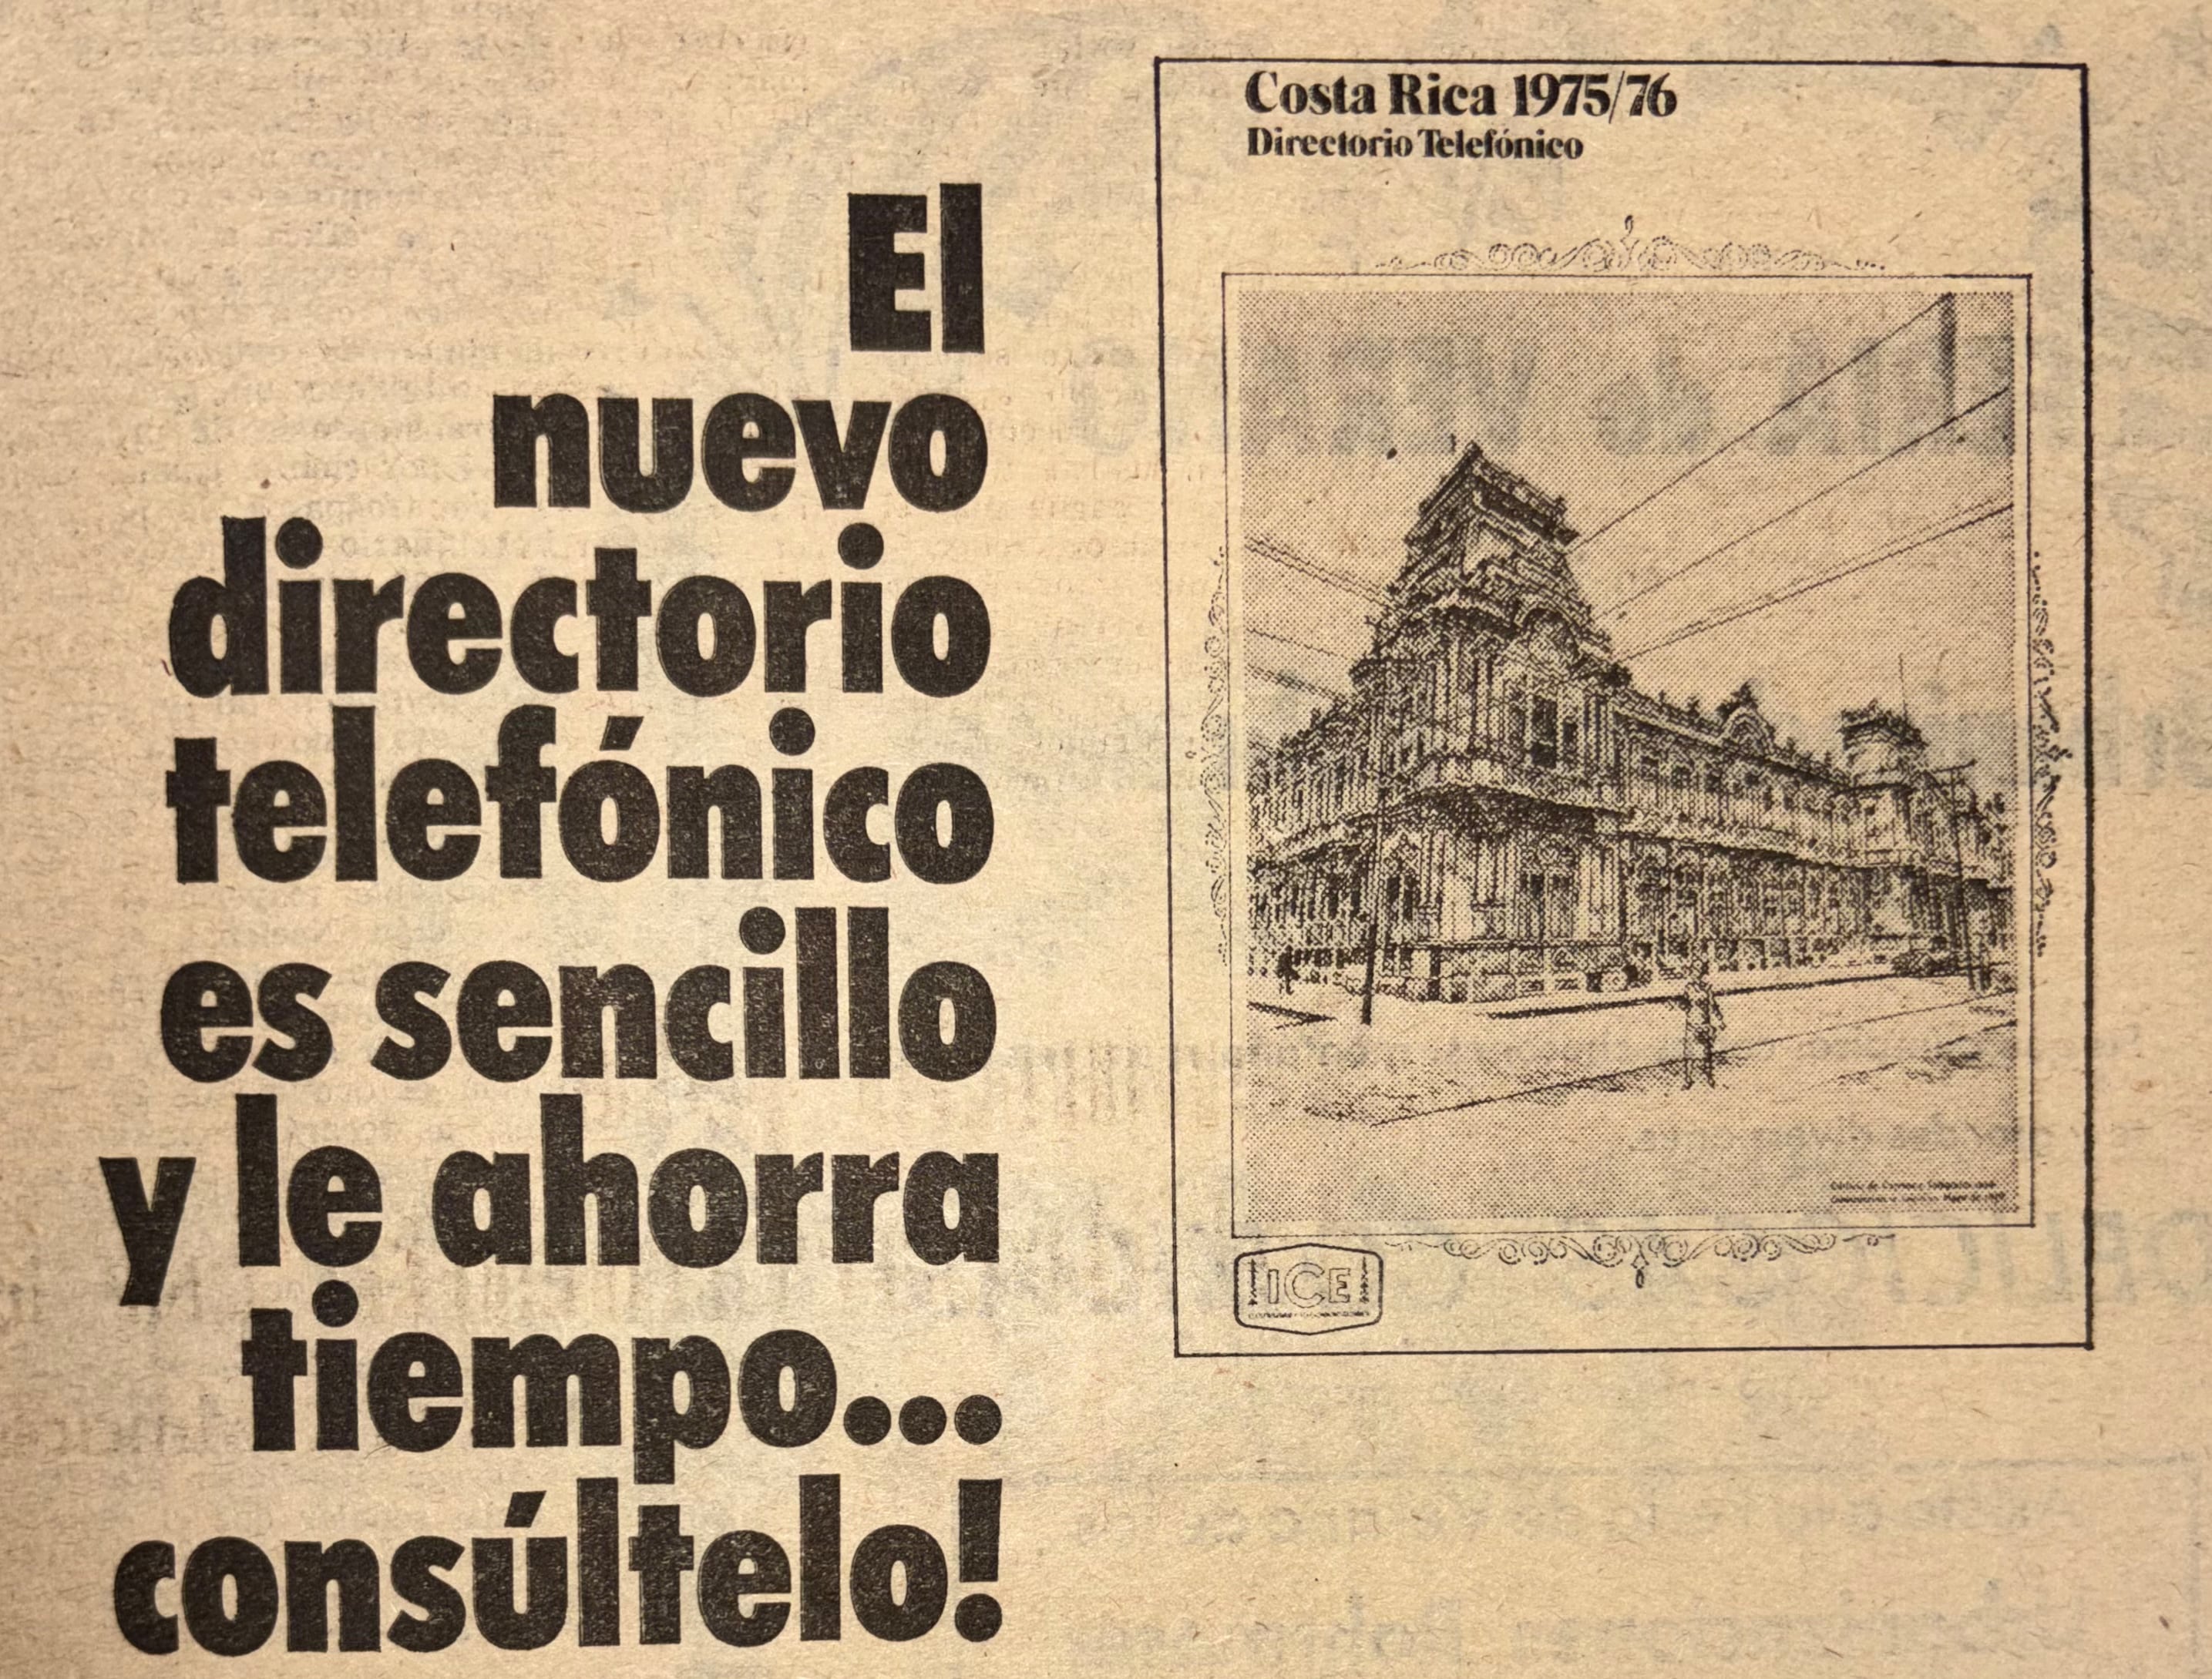 El
nuevo
directorio
telefónico
es sencillo
y le ahorra
tiempo...
consúltelo!
Costa Rica 1975/76
Directorio Telefónico
ICE